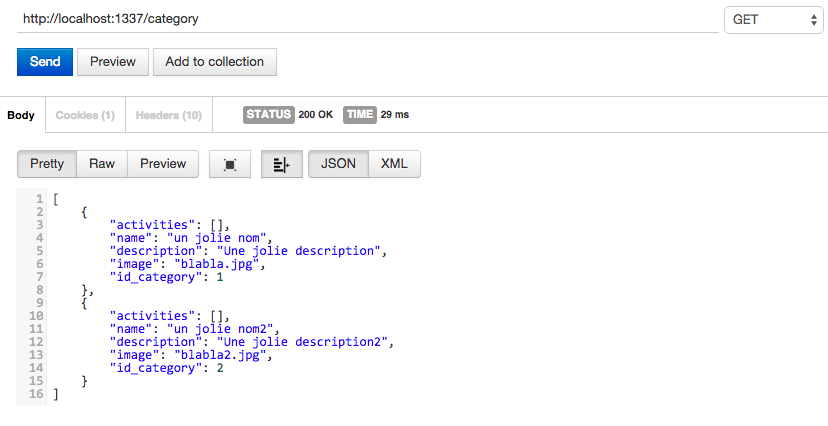 http://localhost:1337/category GET
Send Preview Add to collection
Body Cookies (1) Headers (10) STATUS 200 OK TIME 29 ms
Pretty Raw Preview JSON XML
1 [
2 {
3 "activities": [],
4 "name": "un jolie nom",
5 "description": "Une jolie description",
6 "image": "blabla.jpg",
7 "id_category": 1
8 },
9 {
10 "activities": [],
11 "name": "un jolie nom2",
12 "description": "Une jolie description2",
13 "image": "blabla2.jpg",
14 "id_category": 2
15 }
16 ]